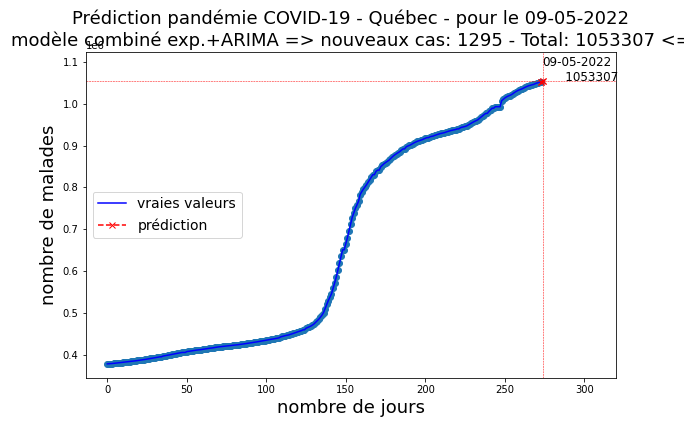 Prédiction pandémie COVID-19 - Québec - pour le 09-05-2022
modèle combiné exp.+ARIMA => nouveaux cas: 1295 - Total: 1053307 <=
1e6
09-05-2022
1053307
1.1
1.0
0.9
0.8
0.7
0.6
0.5
0.4
nombre de malades
vraies valeurs
prédiction
0 50 100 150 200 250 300
nombre de jours